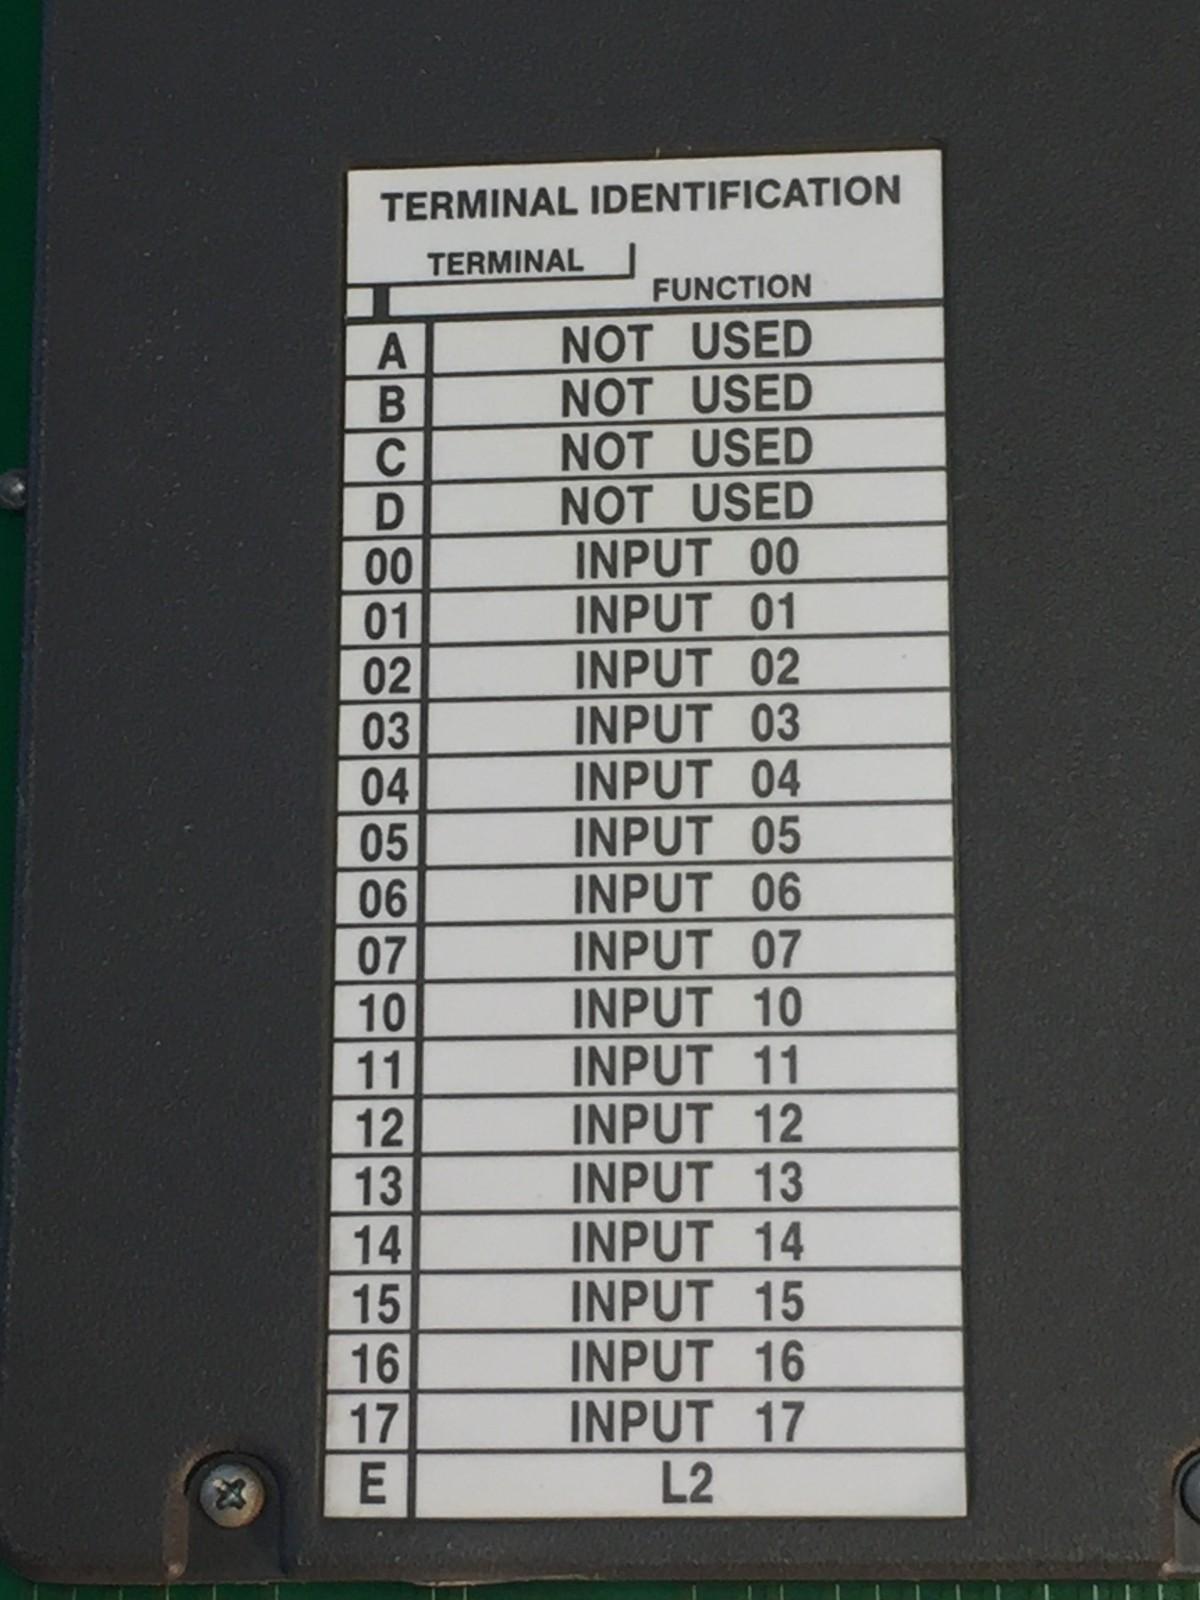 TERMINAL IDENTIFICATION
TERMINAL
FUNCTION
A NOT USED
B NOT USED
C NOT USED
D NOT USED
00 INPUT 00
01 INPUT 01
02 INPUT 02
03 INPUT 03
04 INPUT 04
05 INPUT 05
06 INPUT 06
07 INPUT 07
10 INPUT 10
11 INPUT 11
12 INPUT 12
13 INPUT 13
14 INPUT 14
15 INPUT 15
16 INPUT 16
17 INPUT 17
E L2